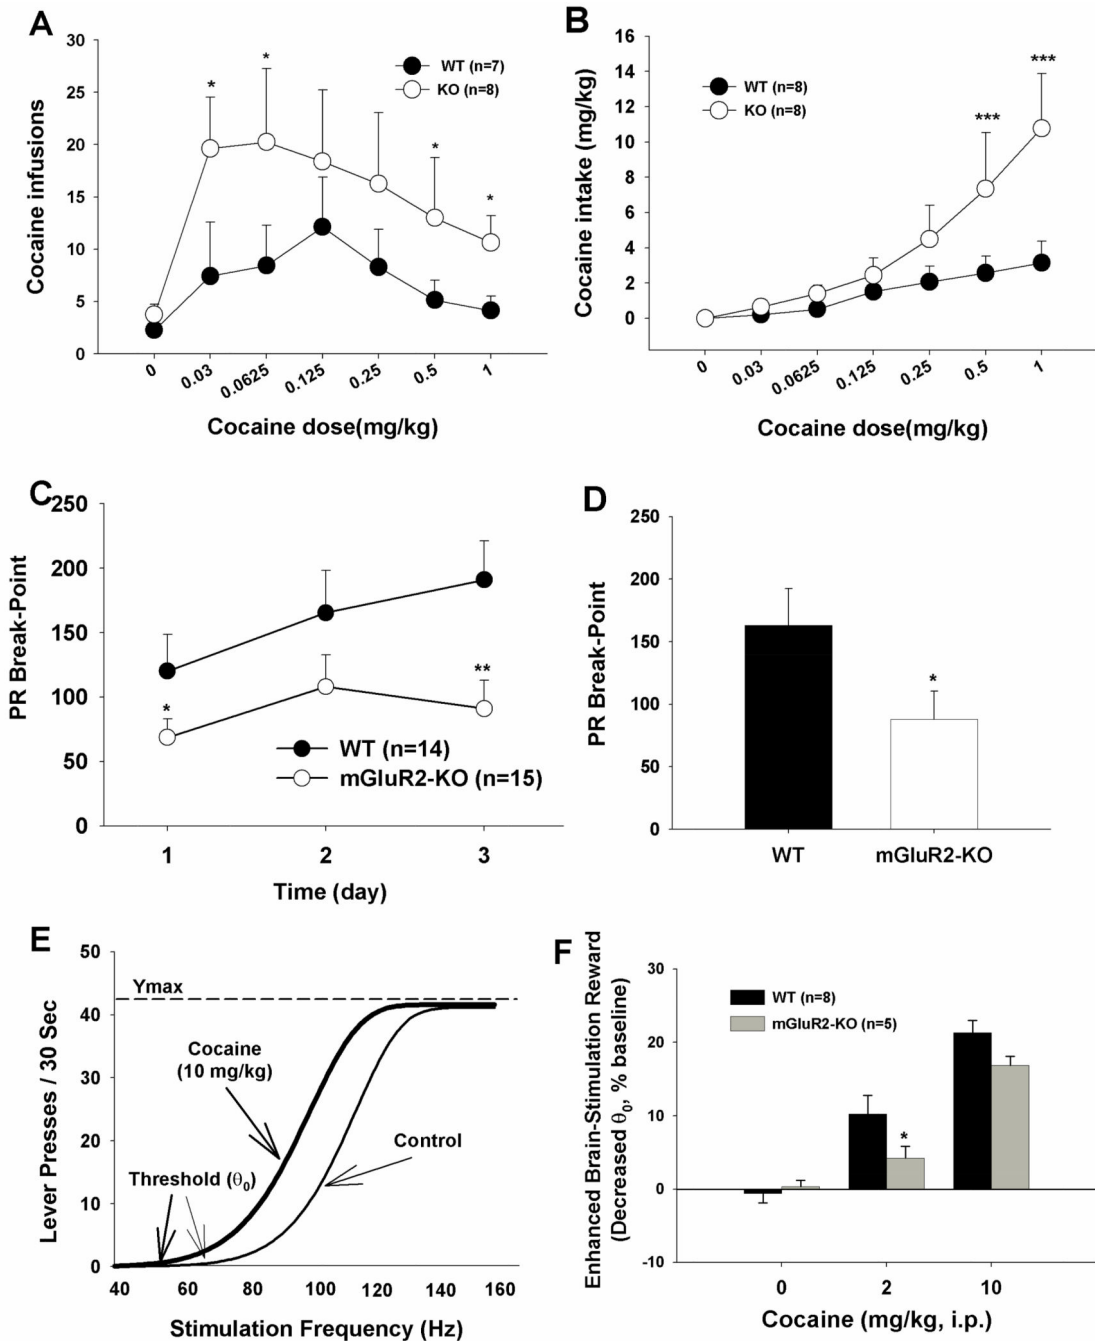 A
30
25
20
15
10
5
0
Cocaine infusions
*
*
*
*
WT (n=7)
KO (n=8)
0
0.03
0.0625
0.125
0.25
0.5
1
Cocaine dose(mg/kg)
B
16
14
12
10
8
6
4
2
0
Cocaine intake (mg/kg)
***
***
WT (n=8)
KO (n=8)
0
0.03
0.0625
0.125
0.25
0.5
1
Cocaine dose(mg/kg)
C
250
200
150
100
50
0
PR Break-Point
*
**
WT (n=14)
mGluR2-KO (n=15)
1
2
3
Time (day)
D
250
200
150
100
50
0
PR Break-Point
*
WT
mGluR2-KO
E
50
40
30
20
10
0
Lever Presses / 30 Sec
Ymax
Cocaine
(10 mg/kg)
Control
Threshold (θ₀)
40
60
80
100
120
140
160
Stimulation Frequency (Hz)
F
30
20
10
0
-10
Enhanced Brain-Stimulation Reward
(Decreased θ₀, % baseline)
WT (n=8)
mGluR2-KO (n=5)
*
0
2
10
Cocaine (mg/kg, i.p.)